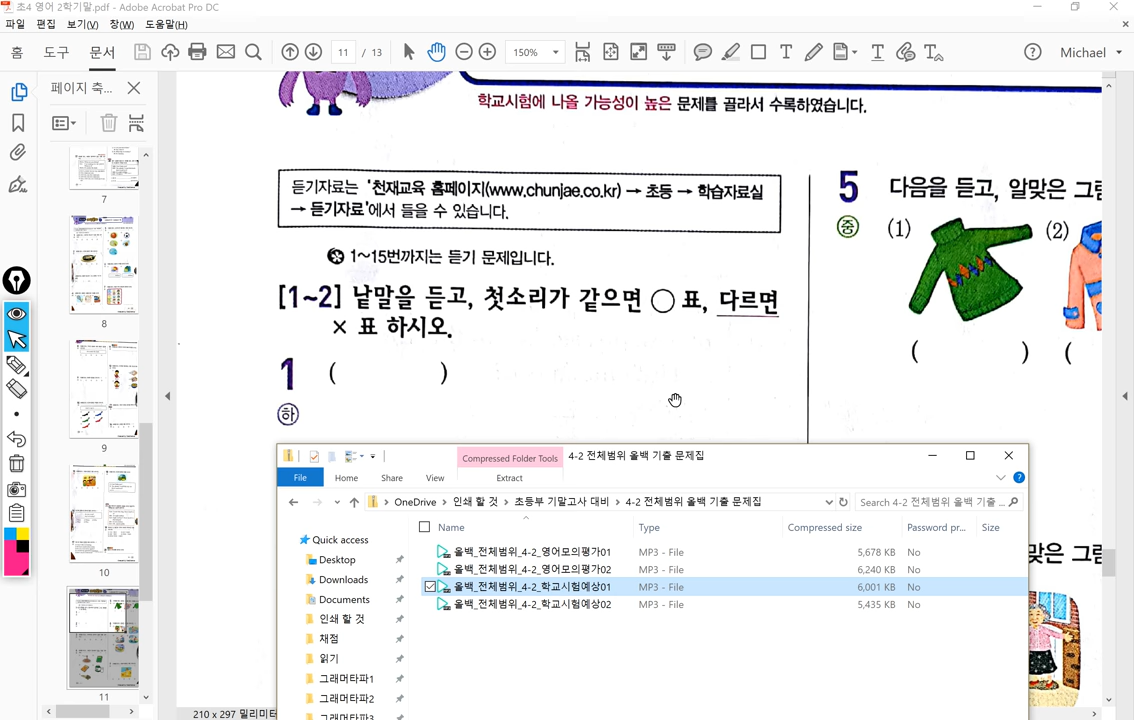 초4 영어 2학기말.pdf - Adobe Acrobat Pro DC
파일 편집 보기(V) 창(W) 도움말(H)
홈 도구 문서 11 / 13 150% Michael
페이지 축...
7
8
9
10
11
학교시험에 나올 가능성이 높은 문제를 골라서 수록하였습니다.
듣기자료는 '천재교육 홈페이지(www.chunjae.co.kr) → 초등 → 학습자료실
→ 듣기자료'에서 들을 수 있습니다.
1~15번까지는 듣기 문제입니다.
[1~2] 낱말을 듣고, 첫소리가 같으면 ○ 표, 다르면
× 표 하시오.
1 ( )
하
5 다음을 듣고, 알맞은 그림
중
(1) (2)
( ) (
맞은 그림
210 x 297 밀리미터
Compressed Folder Tools 4-2 전체범위 올백 기출 문제집
File Home Share View Extract
OneDrive › 인쇄 할 것 › 초등부 기말고사 대비 › 4-2 전체범위 올백 기출 문제집
Search 4-2 전체범위 올백 기출 ...
Name Type Compressed size Password pr... Size
올백_전체범위_4-2_영어모의평가01 MP3 - File 5,678 KB No
올백_전체범위_4-2_영어모의평가02 MP3 - File 6,240 KB No
올백_전체범위_4-2_학교시험예상01 MP3 - File 6,001 KB No
올백_전체범위_4-2_학교시험예상02 MP3 - File 5,435 KB No
Quick access
Desktop
Downloads
Documents
인쇄 할 것
채점
읽기
그래머타파1
그래머타파2
그래머타파3